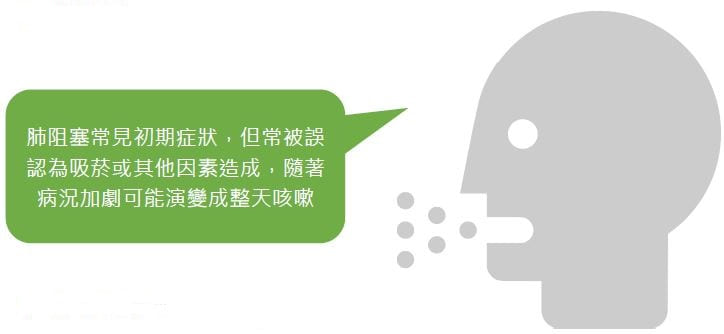 肺阻塞常見初期症狀，但常被誤
認為吸菸或其他因素造成，隨著
病況加劇可能演變成整天咳嗽